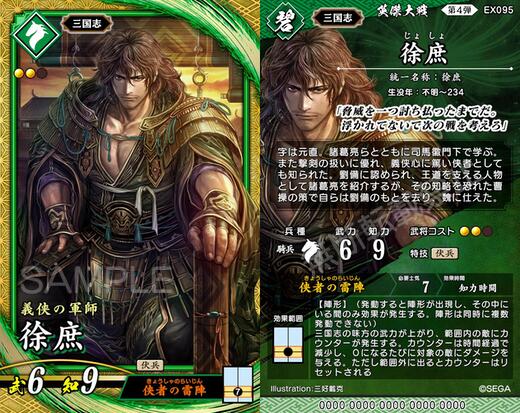 三国志
SAMPLE
義侠の軍師
徐庶
伏兵
武6 知9
きょうしゃのらいじん
侠者の雷陣
7
碧
三国志
英傑大戦
第4弾
EX095
じょ しょ
徐庶
統一名称：徐庶
生没年：不明～234
「脅威を一つ討ち払ったまでだ。
浮かれてないで次の戦を考えろ」
字は元直。諸葛亮らとともに司馬徽門下で学ぶ。
また撃剣の扱いに優れ、義侠心に篤い侠者として
も知られた。劉備に認められ、王道を支える人物
として諸葛亮を紹介するが、その知略を恐れた曹
操の策で自らは劉備のもとを去り、魏に仕えた。
兵種 武力 知力 武将コスト
騎兵 6 9
特技 伏兵
きょうしゃのらいじん
侠者の雷陣
必要士気 7
効果時間 知力時間
効果範囲
【陣形】（発動すると陣形が出現し、その中に
いる間のみ効果が発生する。陣形は同時に複
数発動できない）
三国志の味方の武力が上がり、範囲内の敵にカ
ウンターが発生する。カウンターは時間経過で
減少し、0になるたびに対象の敵にダメージを
与える。ただし範囲外に出るとカウンターはリ
セットされる
Illustration：三好載克
©SEGA
0000 0000 0000 0000 0000